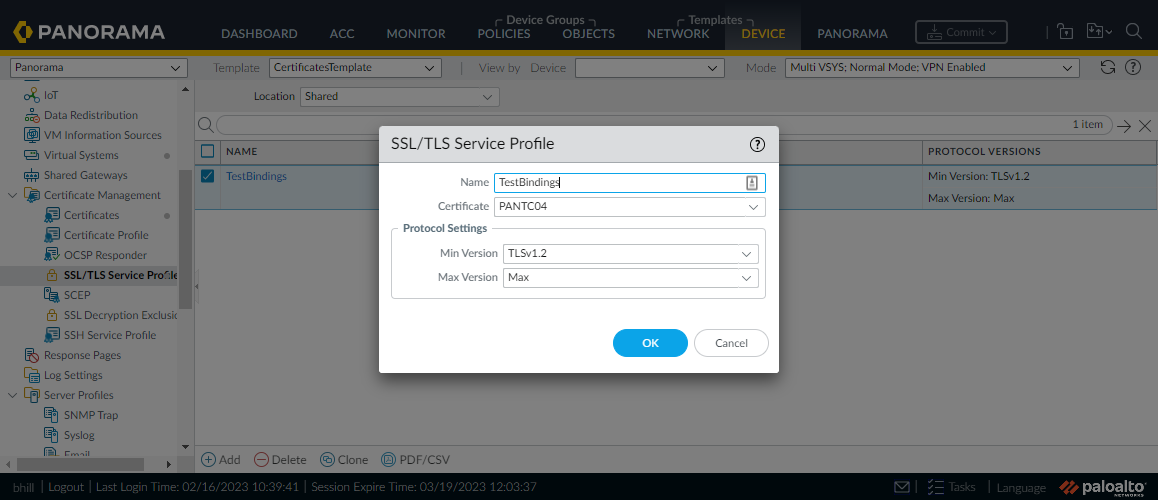 PANORAMA
Device Groups
Templates
DASHBOARD ACC MONITOR POLICIES OBJECTS NETWORK DEVICE PANORAMA Commit
Panorama Template CertificatesTemplate View by Device Mode Multi VSYS; Normal Mode; VPN Enabled
IoT
Data Redistribution
VM Information Sources
Virtual Systems
Shared Gateways
Certificate Management
Certificates
Certificate Profile
OCSP Responder
SSL/TLS Service Profile
SCEP
SSL Decryption Exclusio
SSH Service Profile
Response Pages
Log Settings
Server Profiles
SNMP Trap
Syslog
Email
Location Shared
1 item
NAME PROTOCOL VERSIONS
TestBindings Min Version: TLSv1.2
Max Version: Max
SSL/TLS Service Profile
Name TestBindings
Certificate PANTC04
Protocol Settings
Min Version TLSv1.2
Max Version Max
OK Cancel
Add Delete Clone PDF/CSV
bhill | Logout | Last Login Time: 02/16/2023 10:39:41 | Session Expire Time: 03/19/2023 12:03:37 | Tasks | Language paloalto
NETWORKS